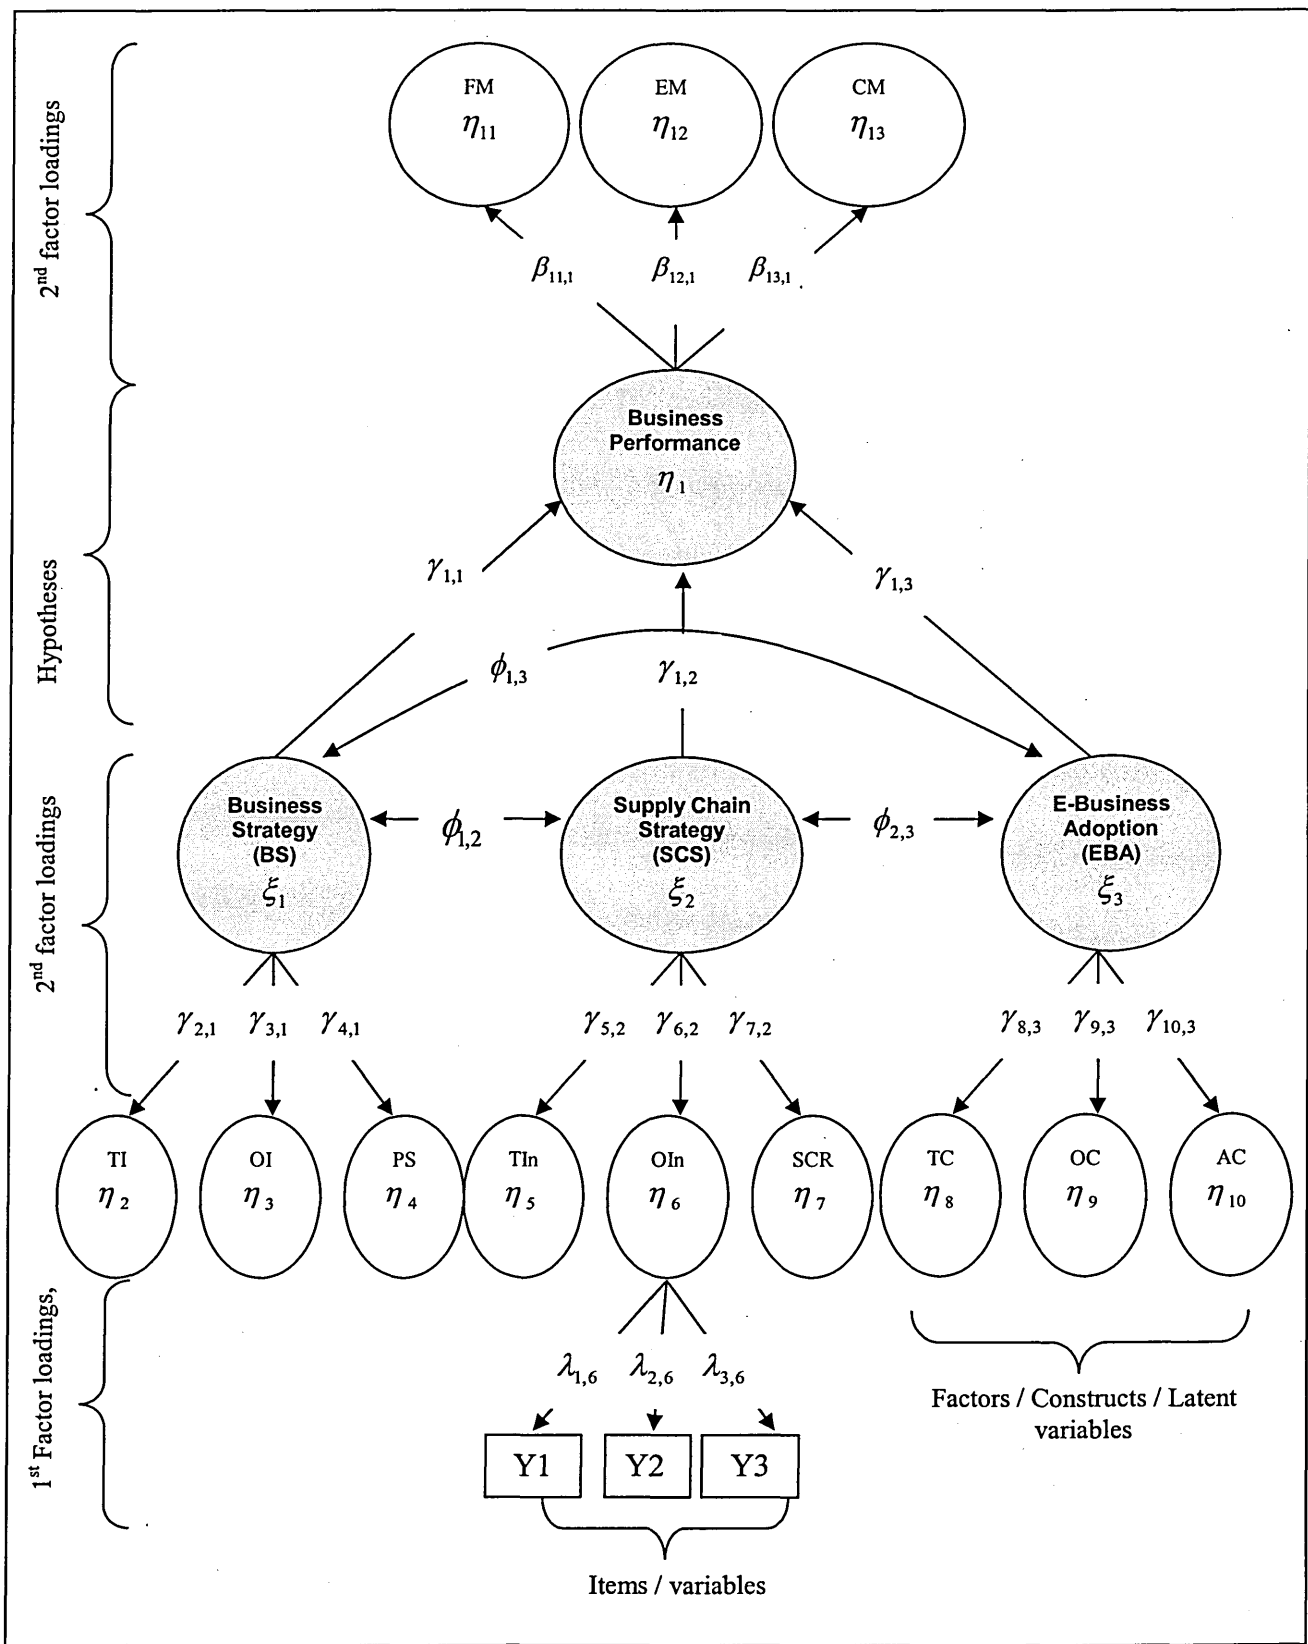 FM
η11
EM
η12
CM
η13
2nd factor loadings
β11,1
β12,1
β13,1
Business
Performance
η1
γ1,1
γ1,3
Hypotheses
ϕ1,3
γ1,2
Business
Strategy
(BS)
ξ1
ϕ1,2
Supply Chain
Strategy
(SCS)
ξ2
ϕ2,3
E-Business
Adoption
(EBA)
ξ3
2nd factor loadings
γ2,1
γ3,1
γ4,1
γ5,2
γ6,2
γ7,2
γ8,3
γ9,3
γ10,3
TI
η2
OI
η3
PS
η4
TIn
η5
OIn
η6
SCR
η7
TC
η8
OC
η9
AC
η10
1st Factor loadings,
λ1,6
λ2,6
λ3,6
Y1
Y2
Y3
Items / variables
Factors / Constructs / Latent
variables